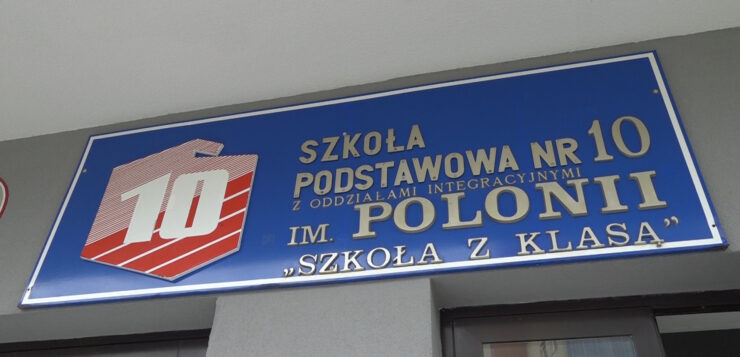 10
SZKOŁA
PODSTAWOWA NR 10
Z ODDZIAŁAMI INTEGRACYJNYMI
IM. POLONII
„SZKOŁA Z KLASĄ”